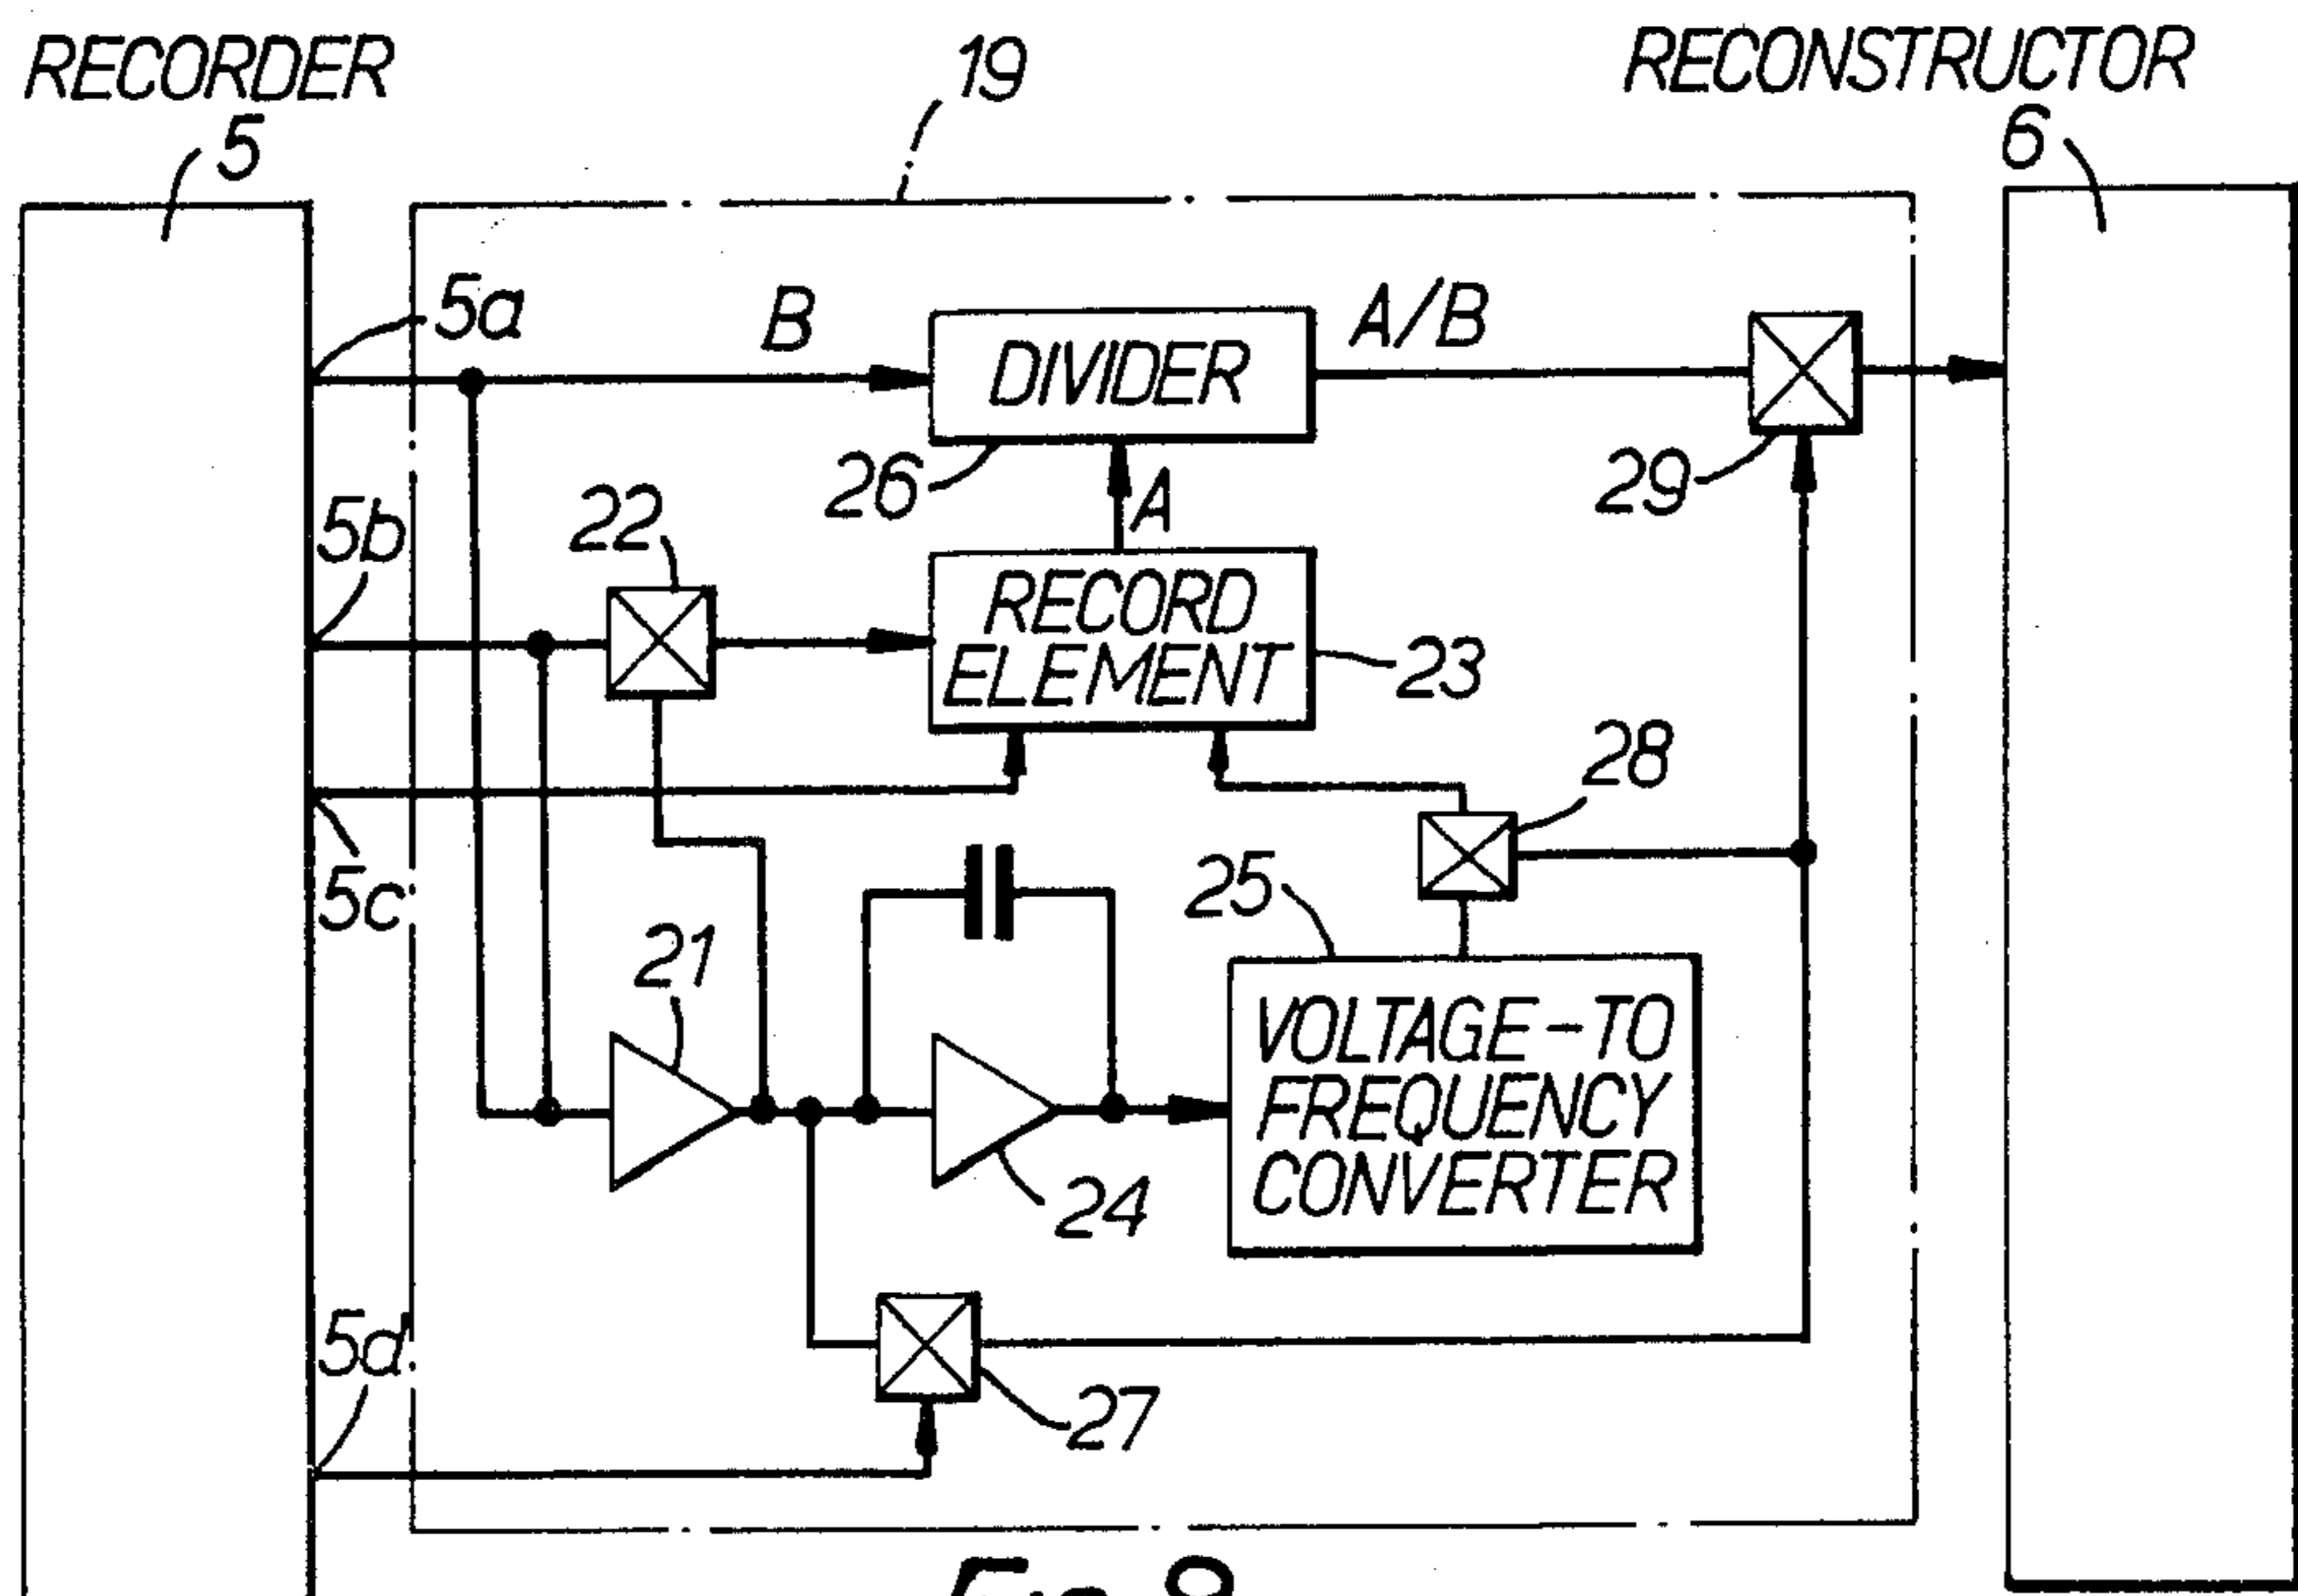 RECORDER
5
19
RECONSTRUCTOR
6
5a
B
DIVIDER
A/B
26
A
29
5b
22
RECORD
ELEMENT
23
28
5c
21
25
VOLTAGE-TO
FREQUENCY
CONVERTER
24
5d
27